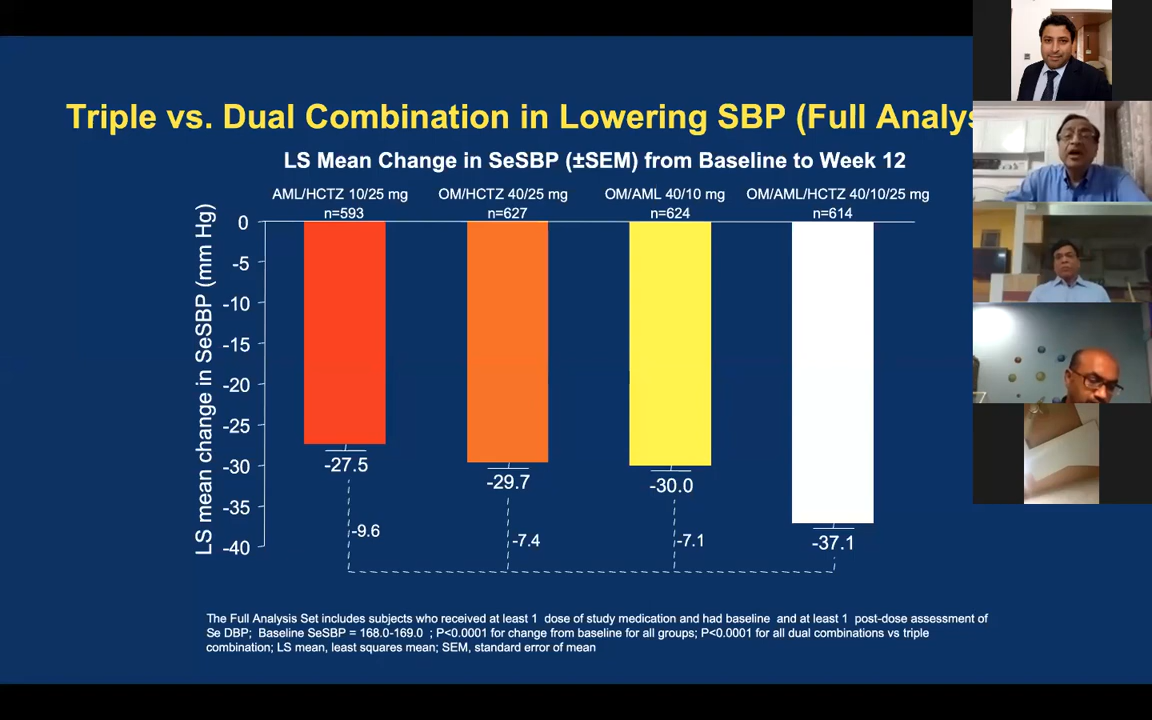 Triple vs. Dual Combination in Lowering SBP (Full Analys
LS Mean Change in SeSBP (±SEM) from Baseline to Week 12
AML/HCTZ 10/25 mg
n=593
OM/HCTZ 40/25 mg
n=627
OM/AML 40/10 mg
n=624
OM/AML/HCTZ 40/10/25 mg
n=614
LS mean change in SeSBP (mm Hg)
0
-5
-10
-15
-20
-25
-30
-35
-40
-27.5
-29.7
-30.0
-37.1
-9.6
-7.4
-7.1
The Full Analysis Set includes subjects who received at least 1 dose of study medication and had baseline and at least 1 post-dose assessment of
Se DBP; Baseline SeSBP = 168.0-169.0 ; P<0.0001 for change from baseline for all groups; P<0.0001 for all dual combinations vs triple
combination; LS mean, least squares mean; SEM, standard error of mean